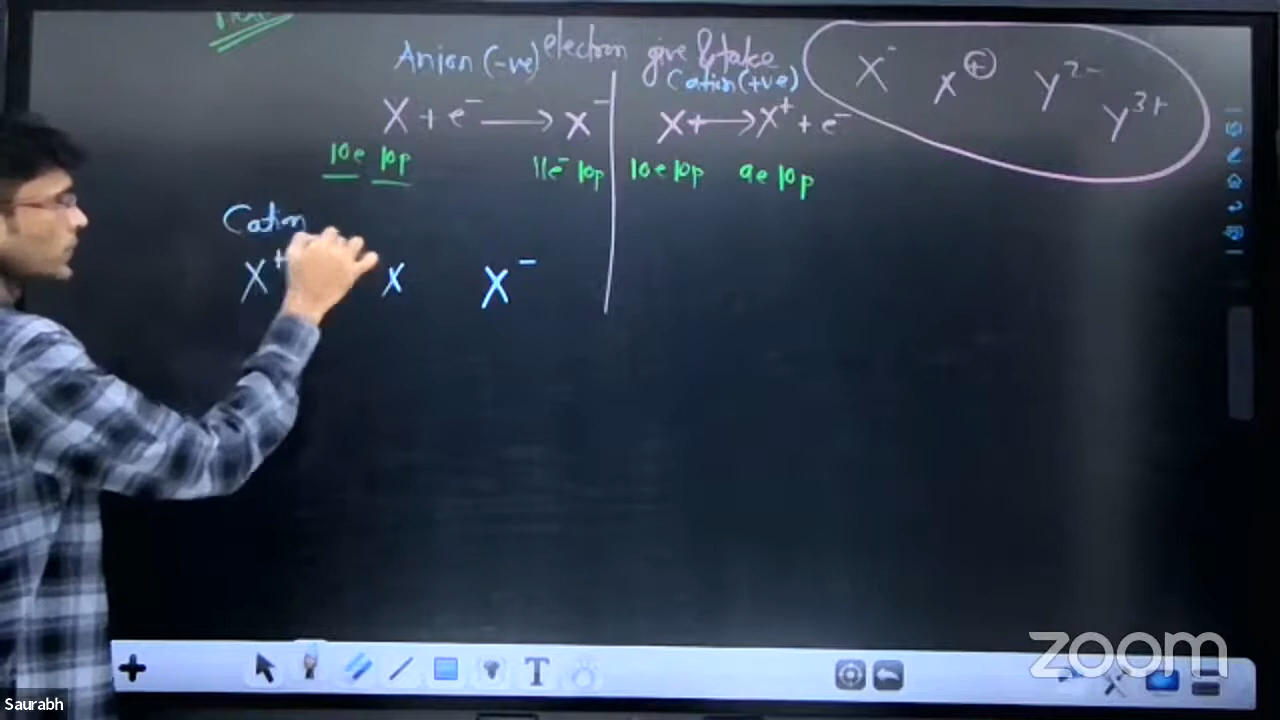 electron give & take
Anion (-ve)
Cation (+ve)
X⁻ X⊕ Y²⁻ Y³⁺
X + e⁻ ⟶ X⁻
X ⟶ X⁺ + e⁻
10e 10p
11e⁻ 10p
10e 10p
9e 10p
Cation
X⁺ X X⁻
T
zoom
Saurabh